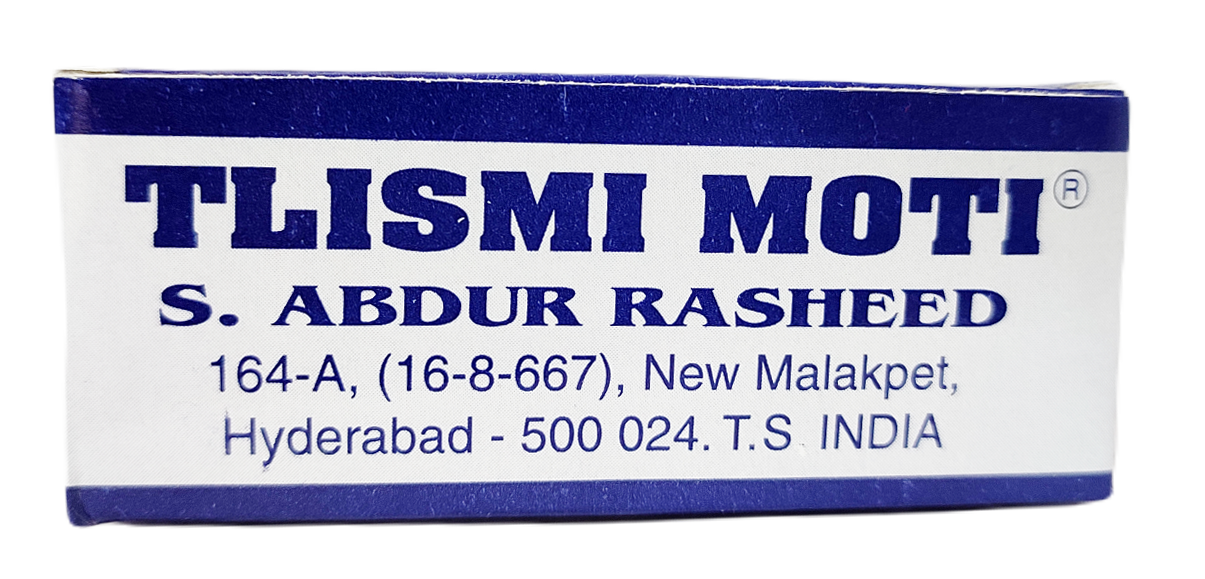 TLISMI MOTI®
S. ABDUR RASHEED
164-A, (16-8-667), New Malakpet,
Hyderabad - 500 024. T.S. INDIA